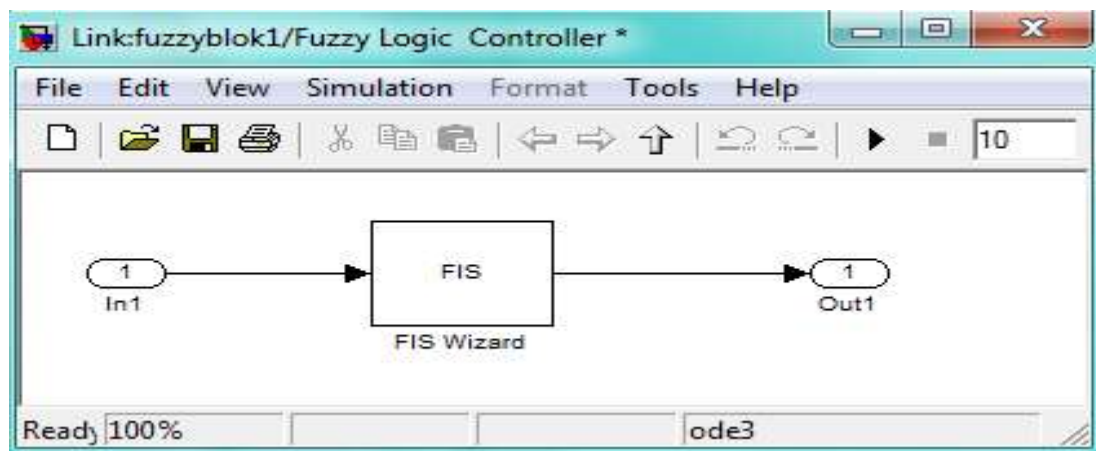 Link:fuzzyblok1/Fuzzy Logic Controller *
File Edit View Simulation Format Tools Help
10
1 FIS 1
In1 Out1
FIS Wizard
Ready 100% ode3